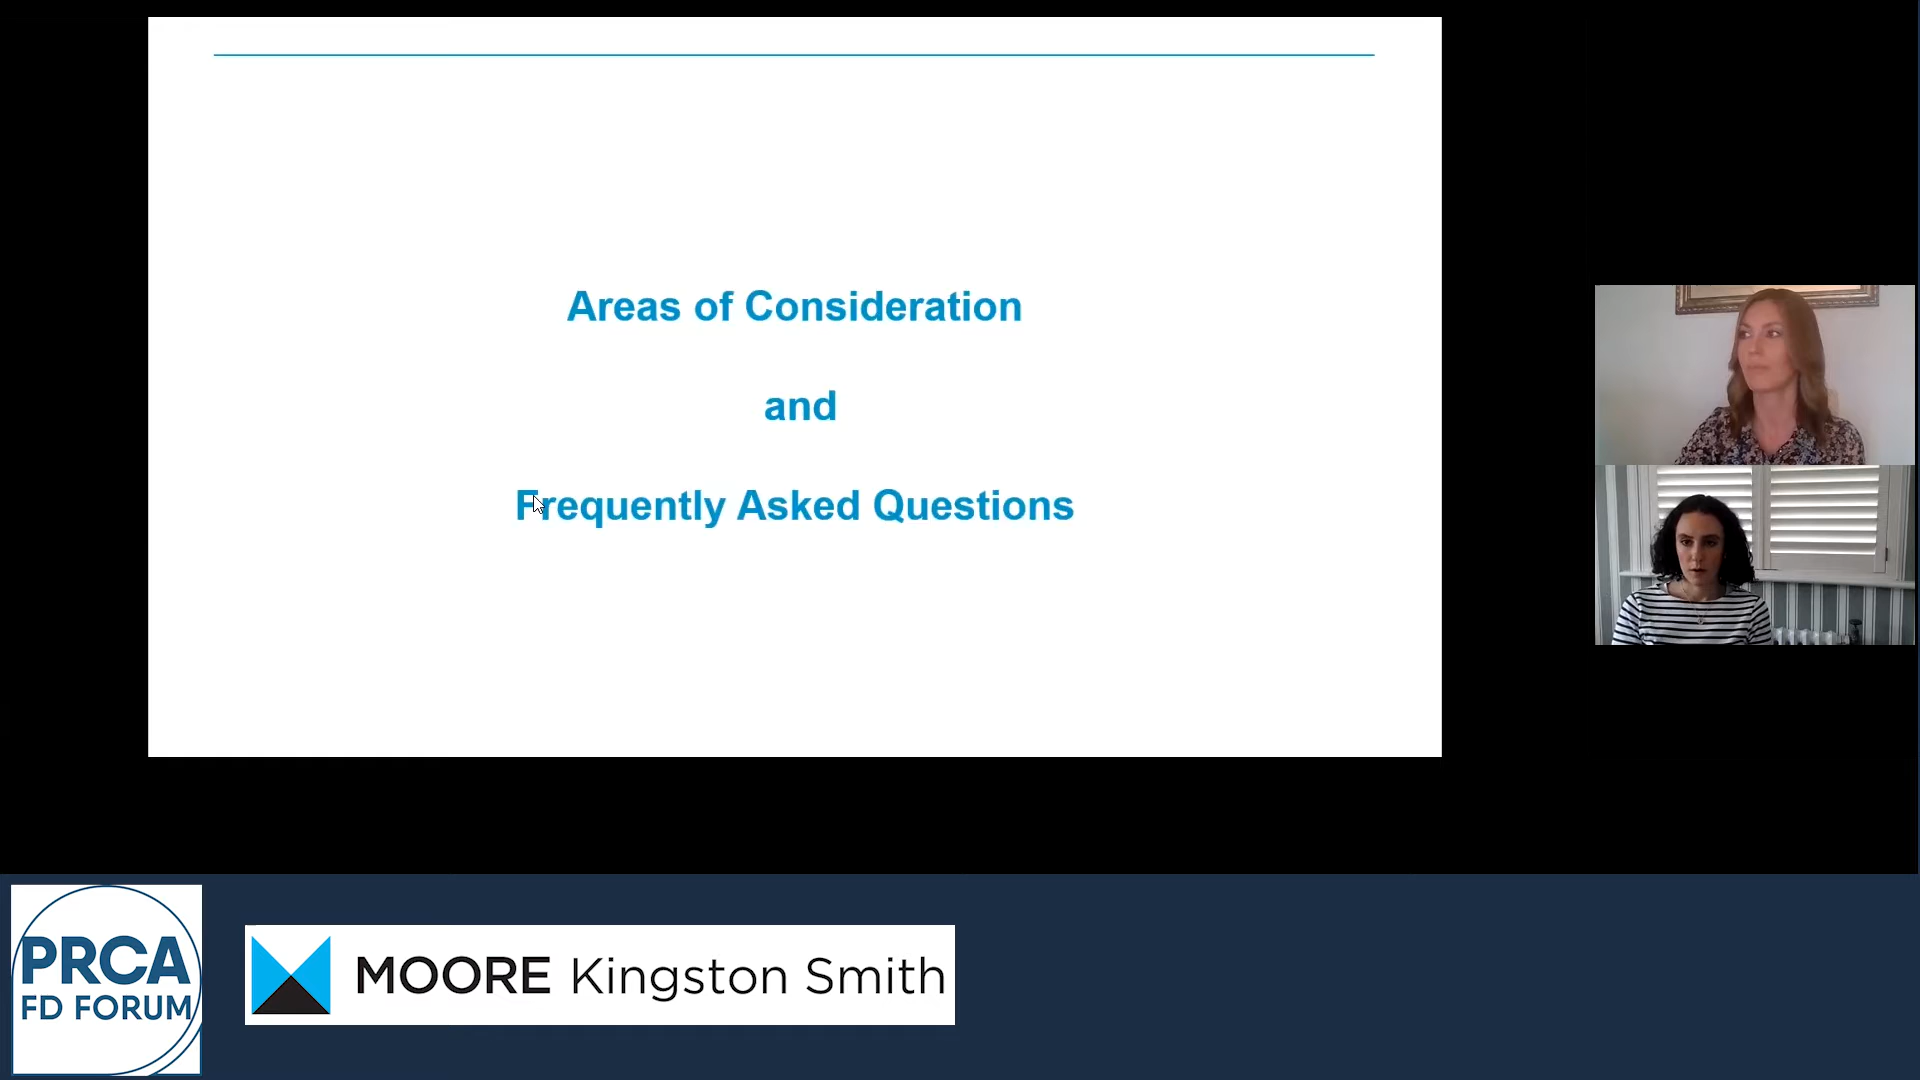 Areas of Consideration
and
Frequently Asked Questions
PRCA
FD FORUM
MOORE Kingston Smith